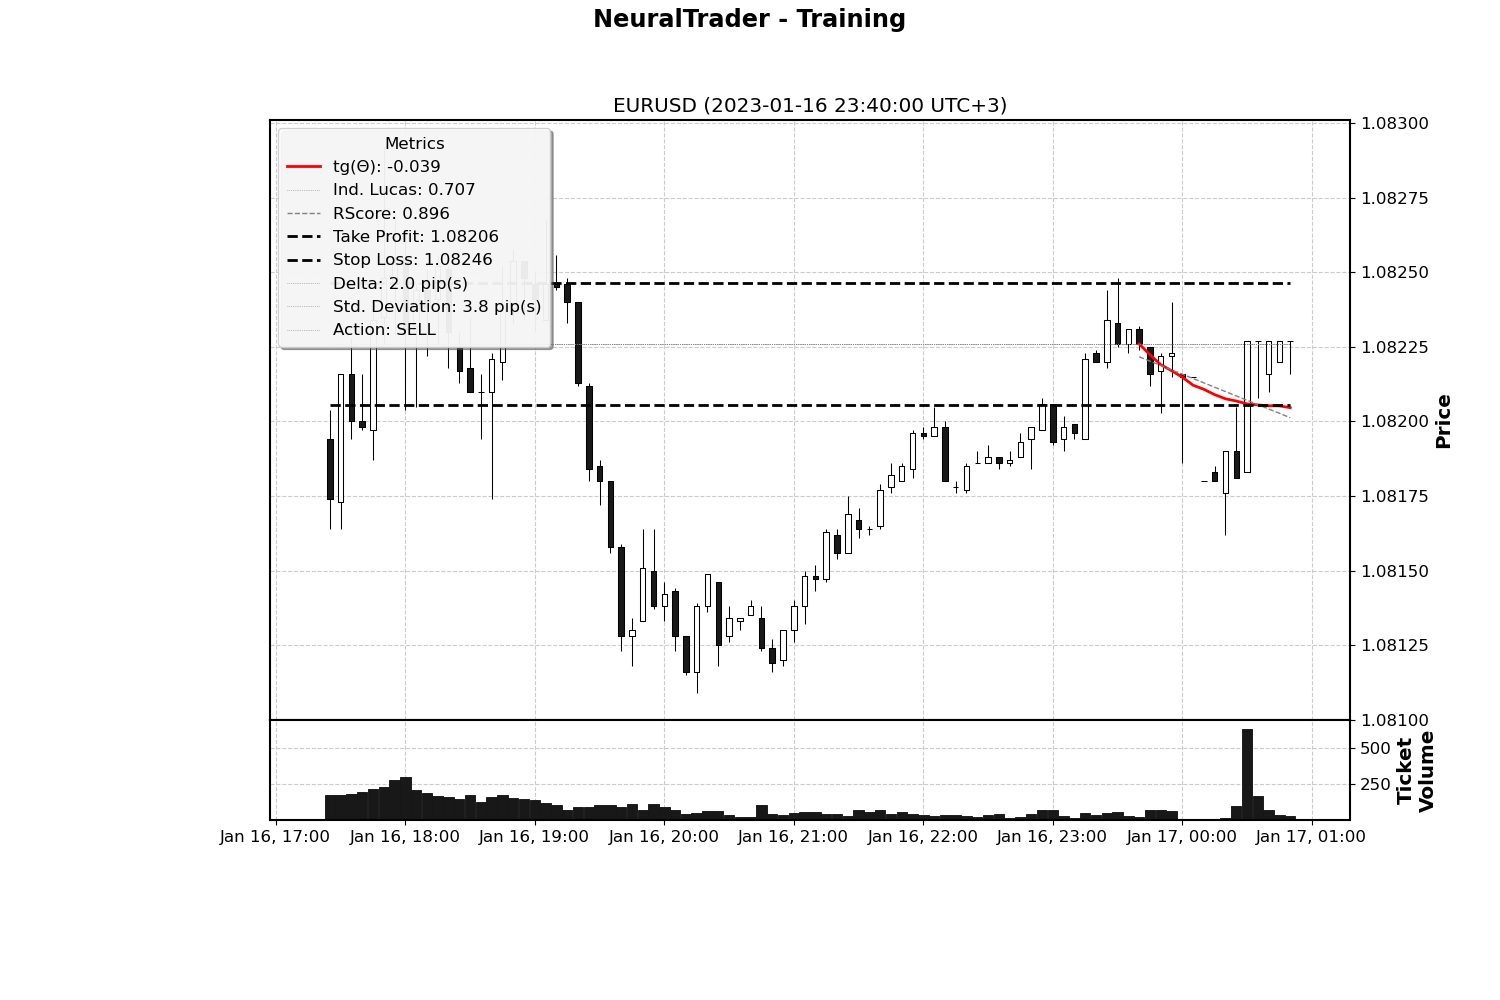 NeuralTrader - Training
EURUSD (2023-01-16 23:40:00 UTC+3)
Metrics
tg(Θ): -0.039
Ind. Lucas: 0.707
RScore: 0.896
Take Profit: 1.08206
Stop Loss: 1.08246
Delta: 2.0 pip(s)
Std. Deviation: 3.8 pip(s)
Action: SELL
1.08300
1.08275
1.08250
1.08225
1.08200
1.08175
1.08150
1.08125
1.08100
Price
500
250
Ticket
Volume
Jan 16, 17:00 Jan 16, 18:00 Jan 16, 19:00 Jan 16, 20:00 Jan 16, 21:00 Jan 16, 22:00 Jan 16, 23:00 Jan 17, 00:00 Jan 17, 01:00